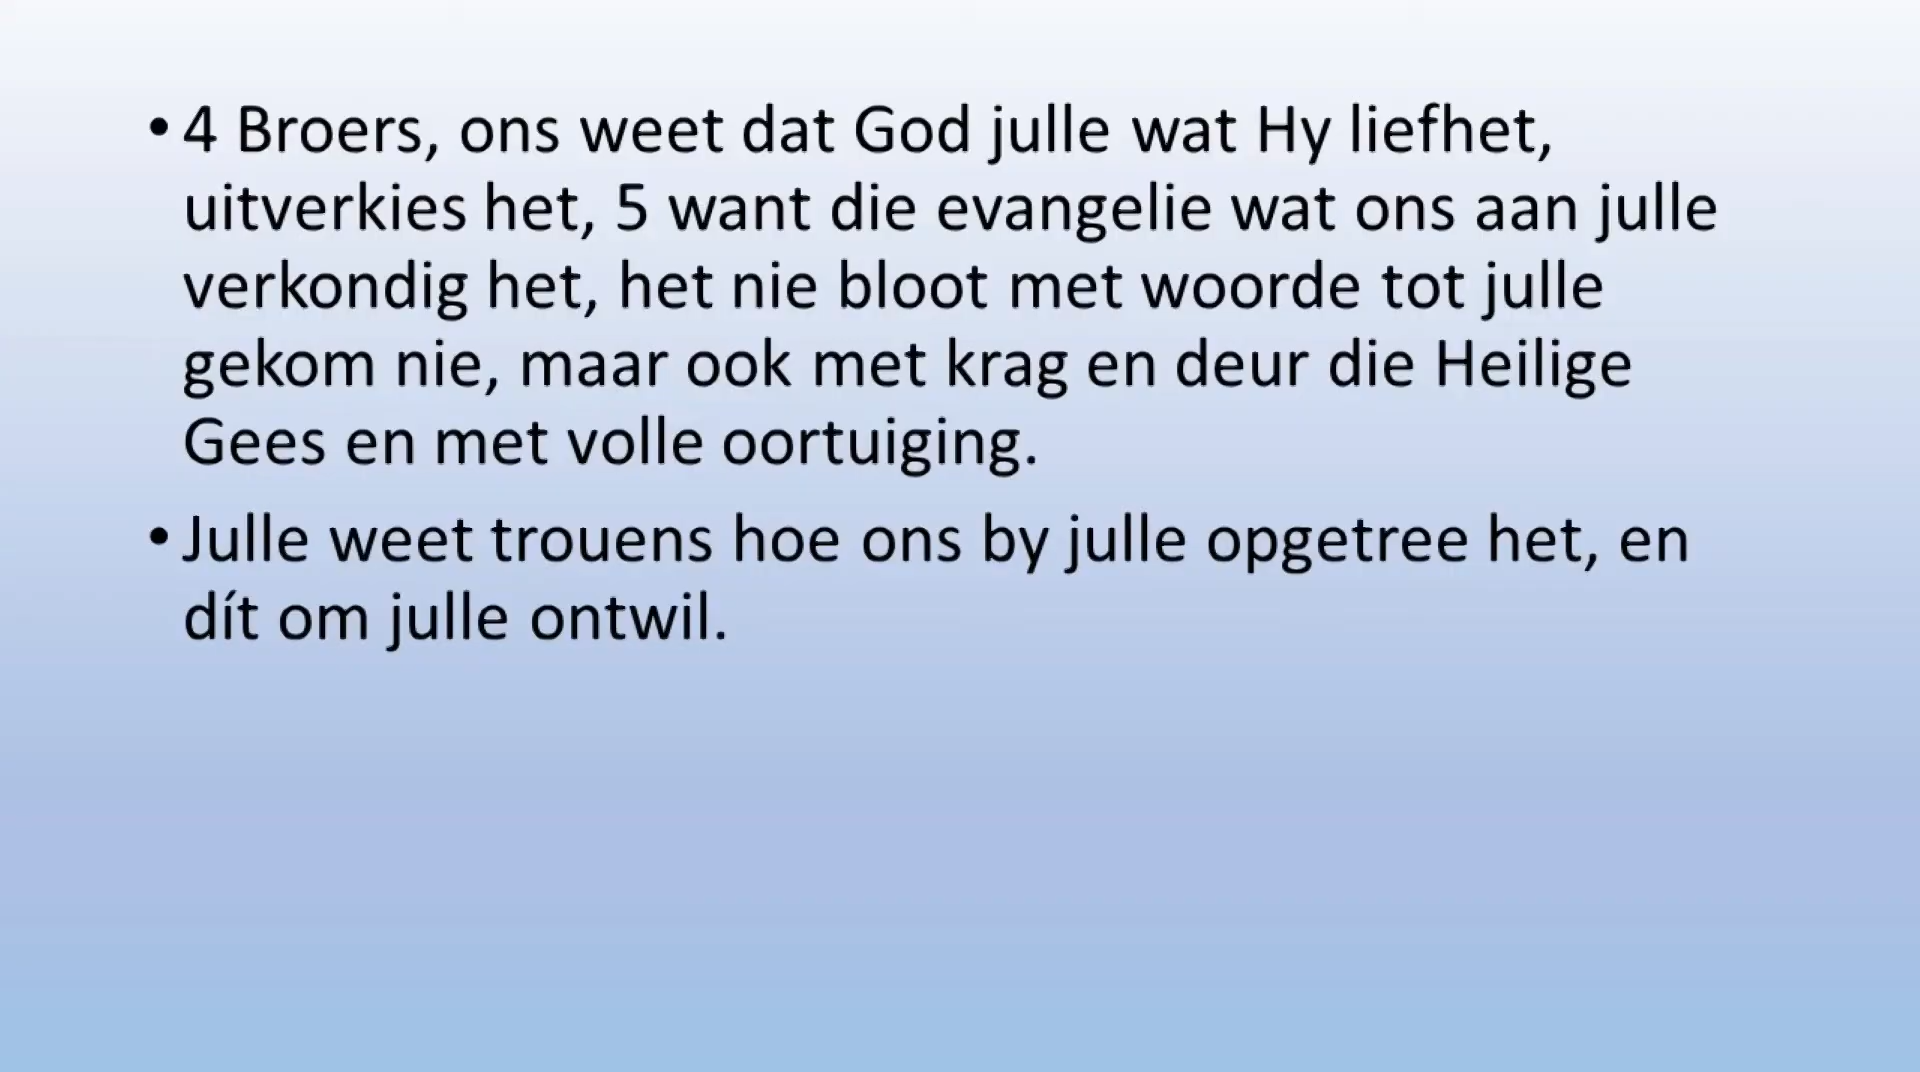 • 4 Broers, ons weet dat God julle wat Hy liefhet,
uitverkies het, 5 want die evangelie wat ons aan julle
verkondig het, het nie bloot met woorde tot julle
gekom nie, maar ook met krag en deur die Heilige
Gees en met volle oortuiging.
• Julle weet trouens hoe ons by julle opgetree het, en
dít om julle ontwil.